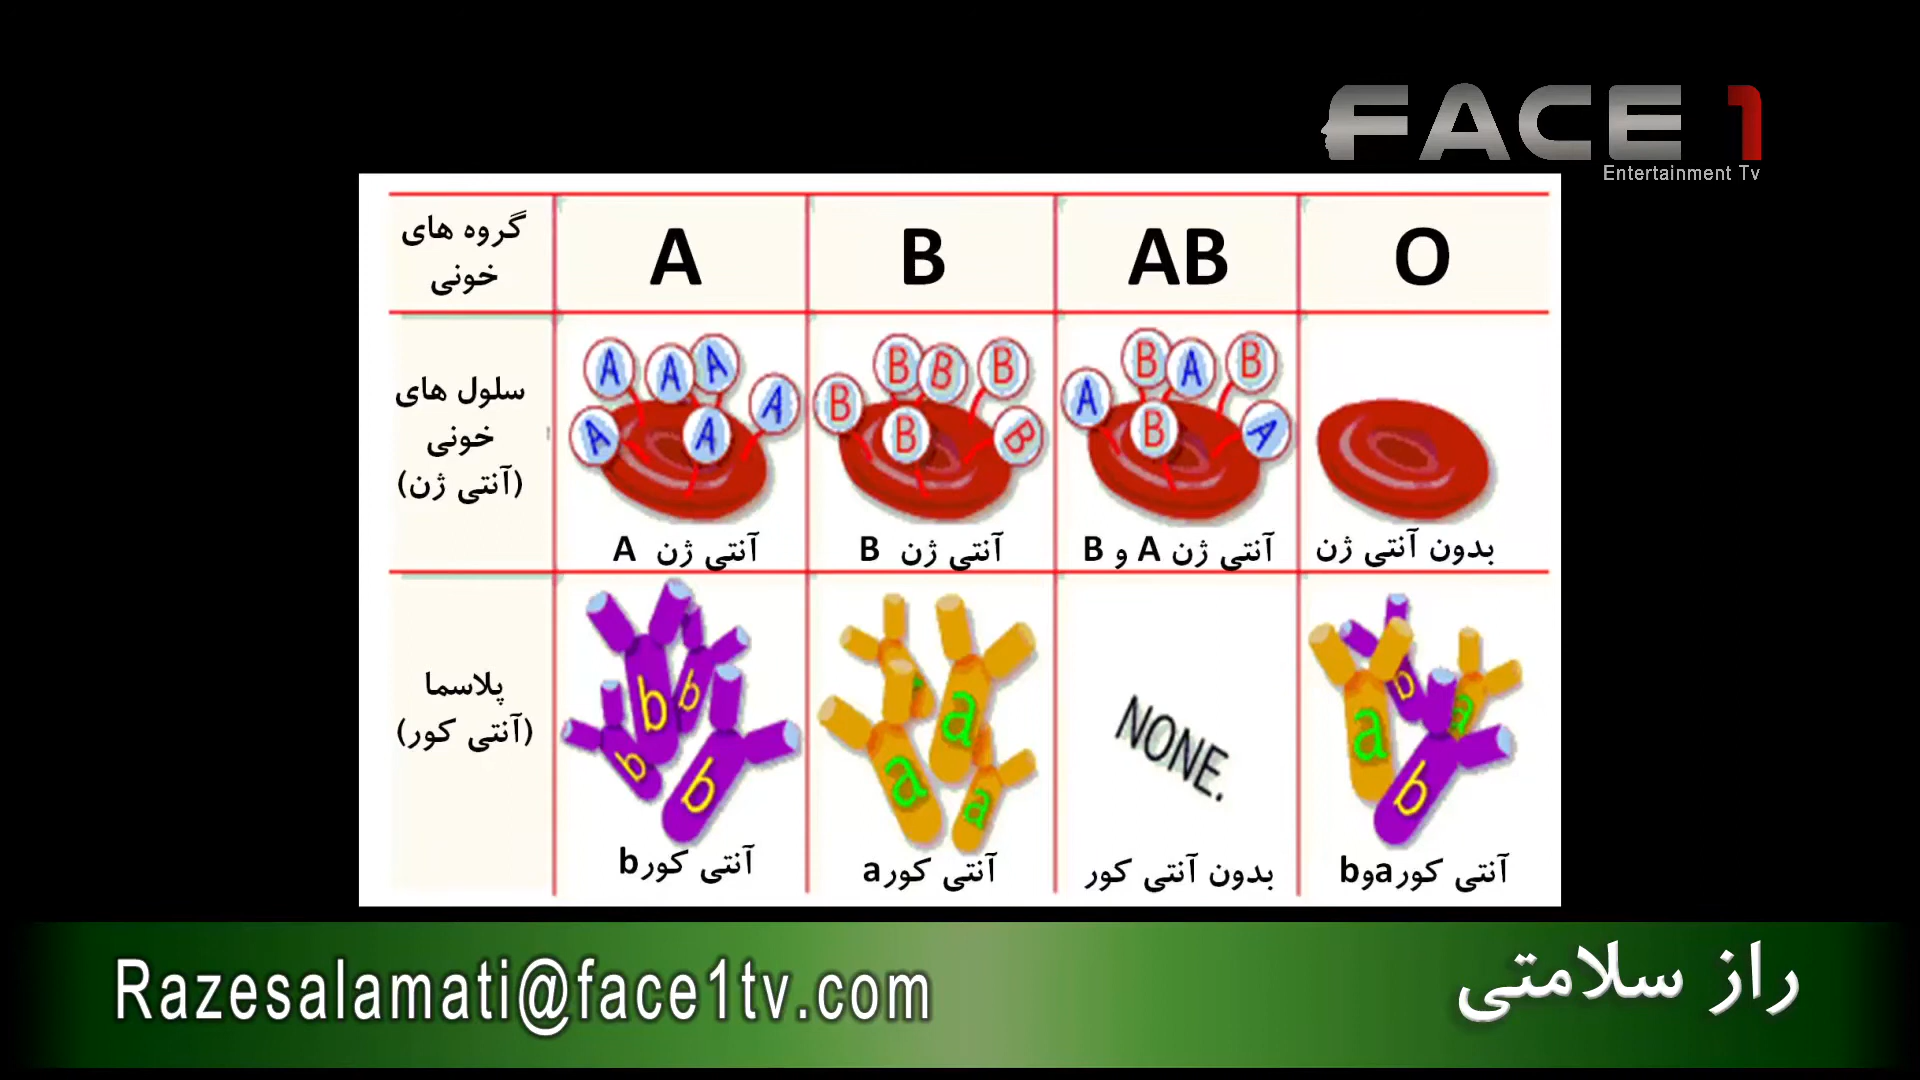 FACE 1
Entertainment Tv
گروه های
خونی
A
B
AB
O
سلول های
خونی
(آنتی ژن)
A A A A A A
B B B B B B
B A B A B A
آنتی ژن A
آنتی ژن B
آنتی ژن A و B
بدون آنتی ژن
پلاسما
(آنتی کور)
b b b b
a a a
NONE.
b a a b
آنتی کورb
آنتی کورa
بدون آنتی کور
آنتی کورaوb
Razesalamati@face1tv.com
راز سلامتی